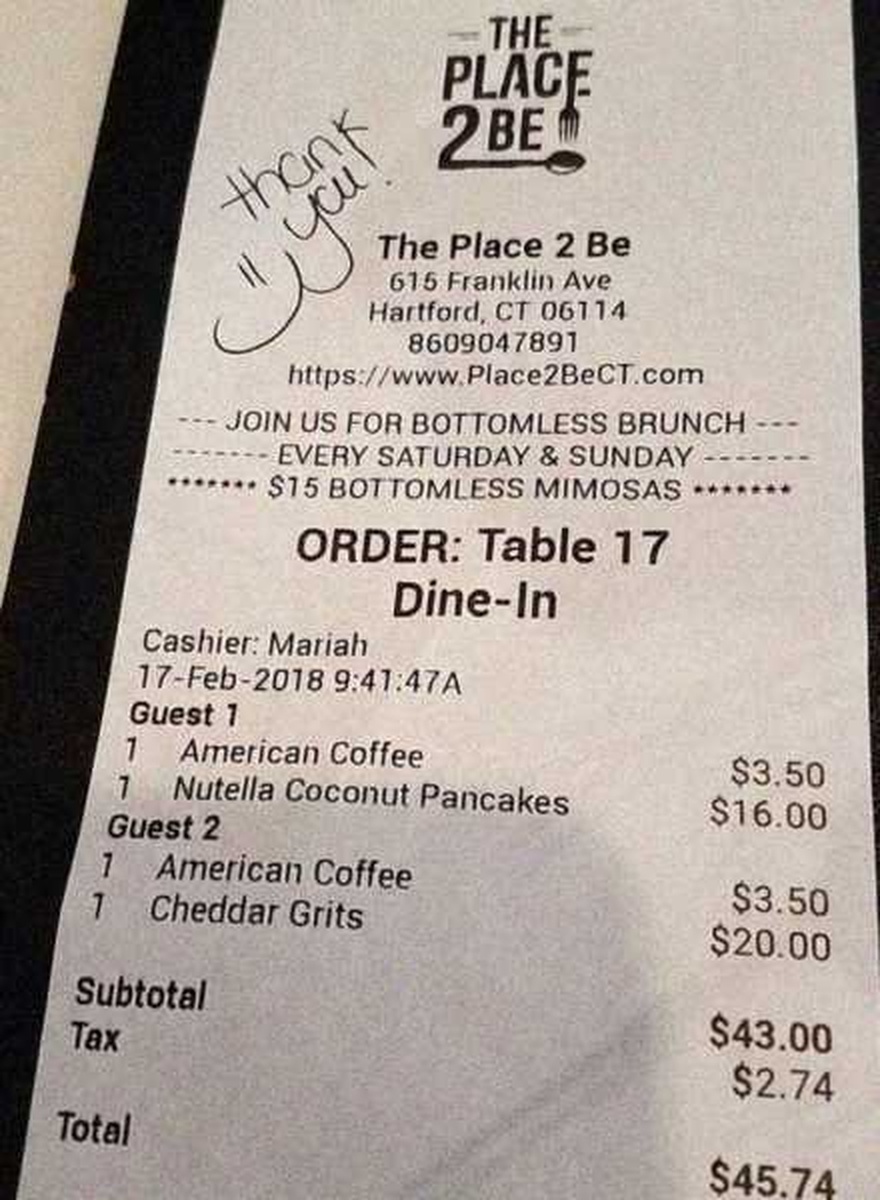 THE
PLACE
2BE
thank
you!
The Place 2 Be
615 Franklin Ave
Hartford, CT 06114
8609047891
https://www.Place2BeCT.com
--- JOIN US FOR BOTTOMLESS BRUNCH ---
------- EVERY SATURDAY & SUNDAY -------
******* $15 BOTTOMLESS MIMOSAS *******
ORDER: Table 17
Dine-In
Cashier: Mariah
17-Feb-2018 9:41:47A
Guest 1
1 American Coffee $3.50
1 Nutella Coconut Pancakes $16.00
Guest 2
1 American Coffee $3.50
1 Cheddar Grits $20.00
Subtotal $43.00
Tax $2.74
Total $45.74